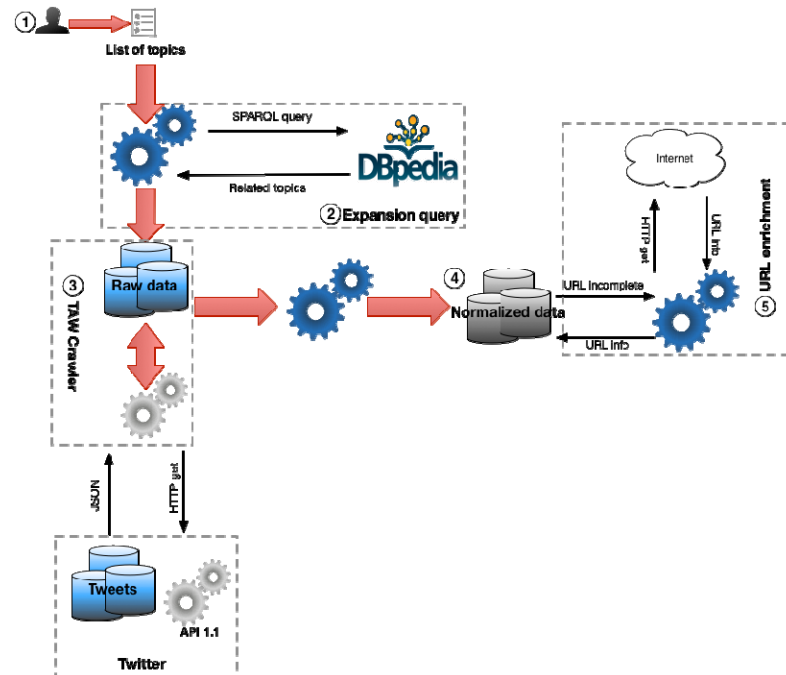 1
List of topics
SPARQL query
DBpedia
Related topics
2 Expansion query
Internet
HTTP get
URL info
URL enrichment
5
3
TAW Crawler
Raw data
4
Normalized data
URL incomplete
URL info
JSON
HTTP get
Tweets
API 1.1
Twitter